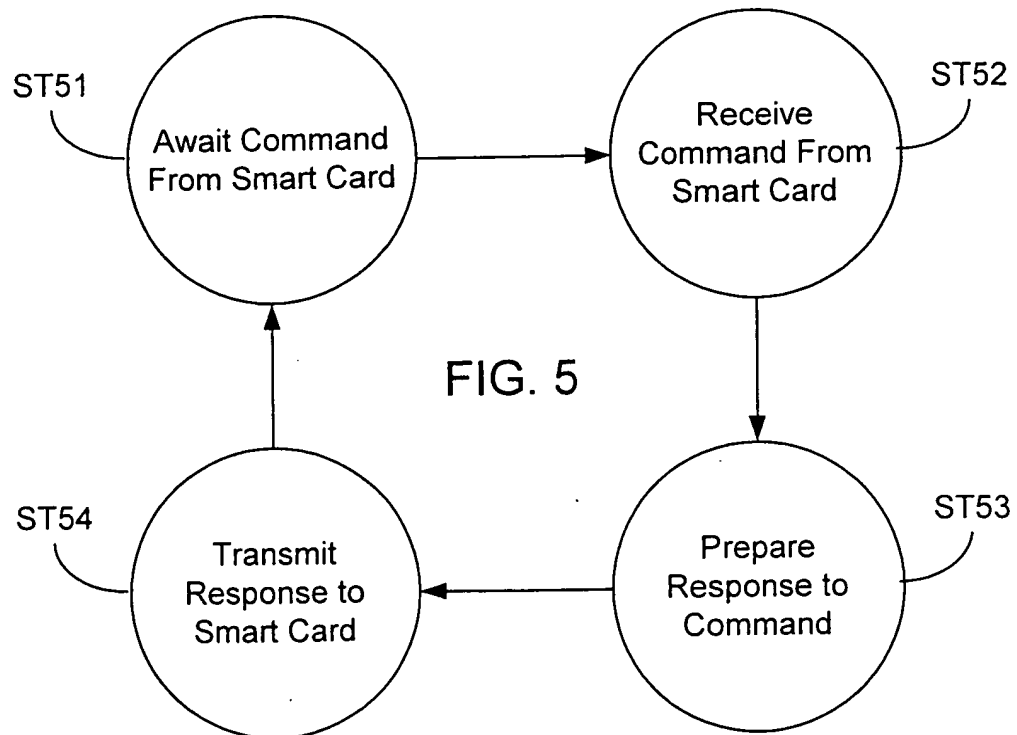 ST51
Await Command
From Smart Card
ST52
Receive
Command From
Smart Card
FIG. 5
ST54
Transmit
Response to
Smart Card
ST53
Prepare
Response to
Command